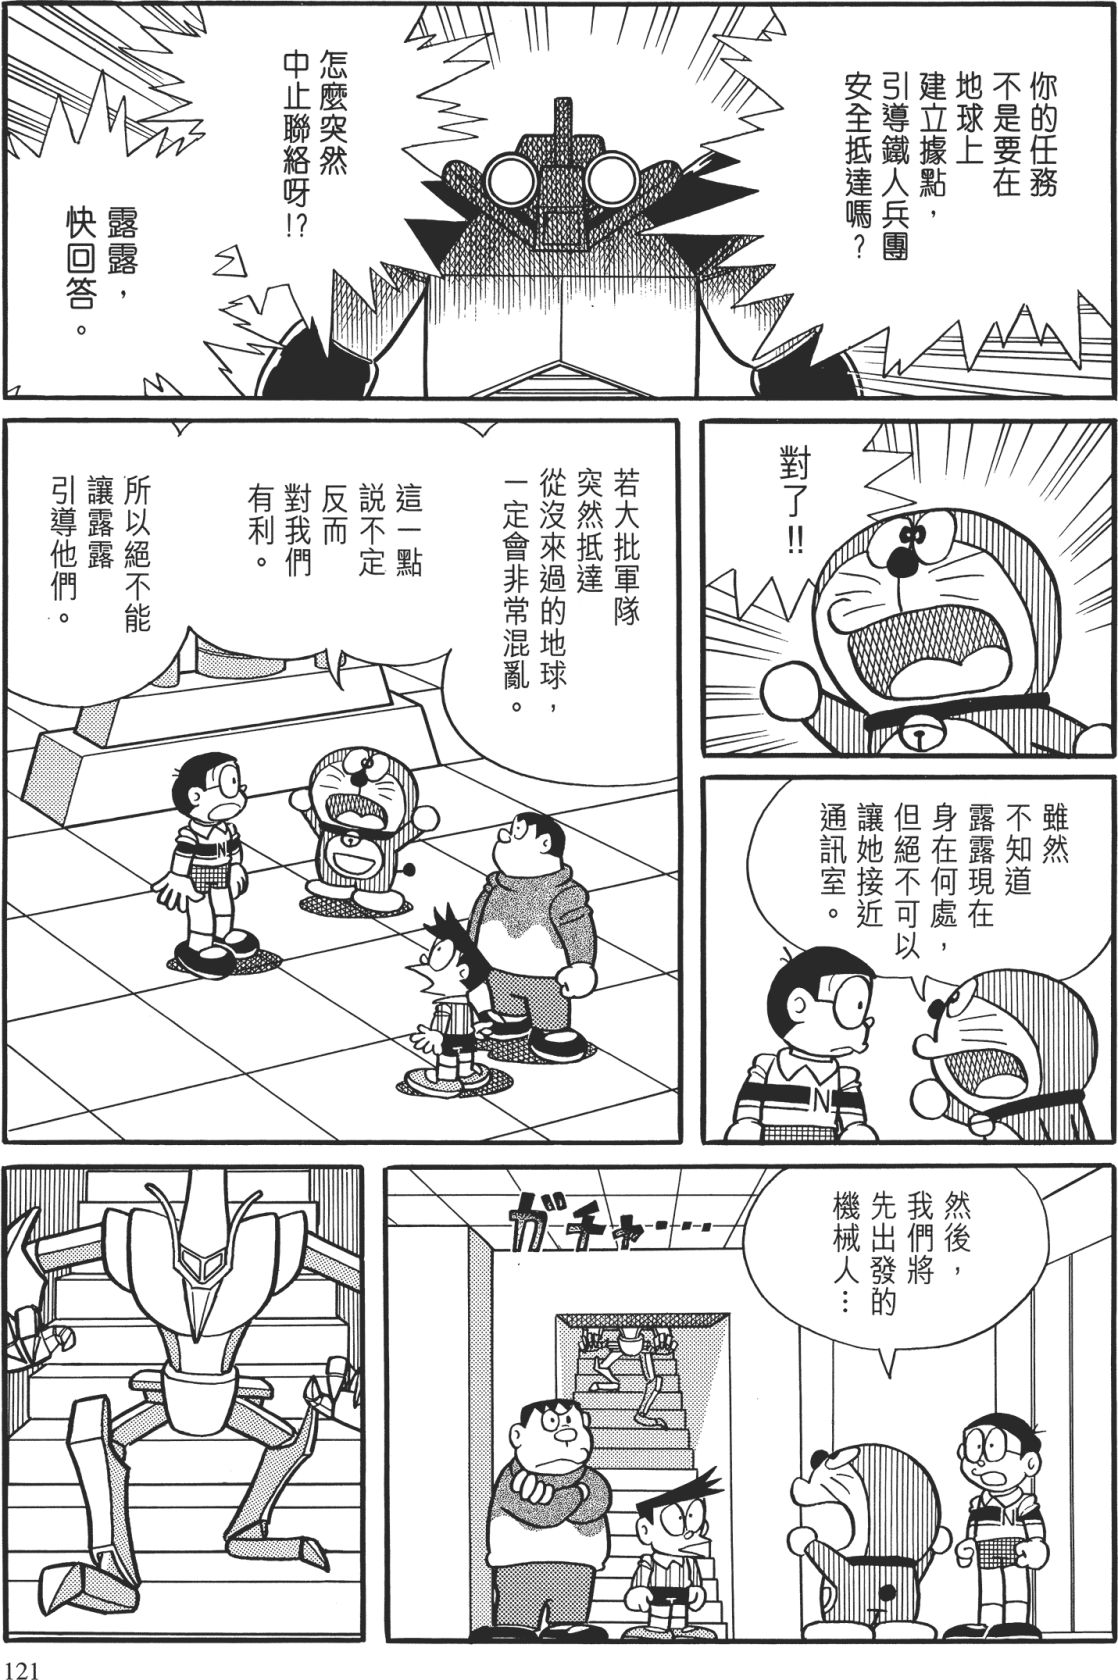 你的任務
不是要在
地球上
建立據點，
引導鐵人兵團
安全抵達嗎？
怎麼突然
中止聯絡呀!?
露露，
快回答。
對了!!
若大批軍隊
突然抵達
從沒來過的地球，
一定會非常混亂。
這一點
說不定
反而
對我們
有利。
所以絕不能
讓露露
引導他們。
雖然
不知道
露露現在
身在何處，
但絕不可以
讓她接近
通訊室。
N
N
然後，
我們將
先出發的
機械人…
ガチャ…
N
121